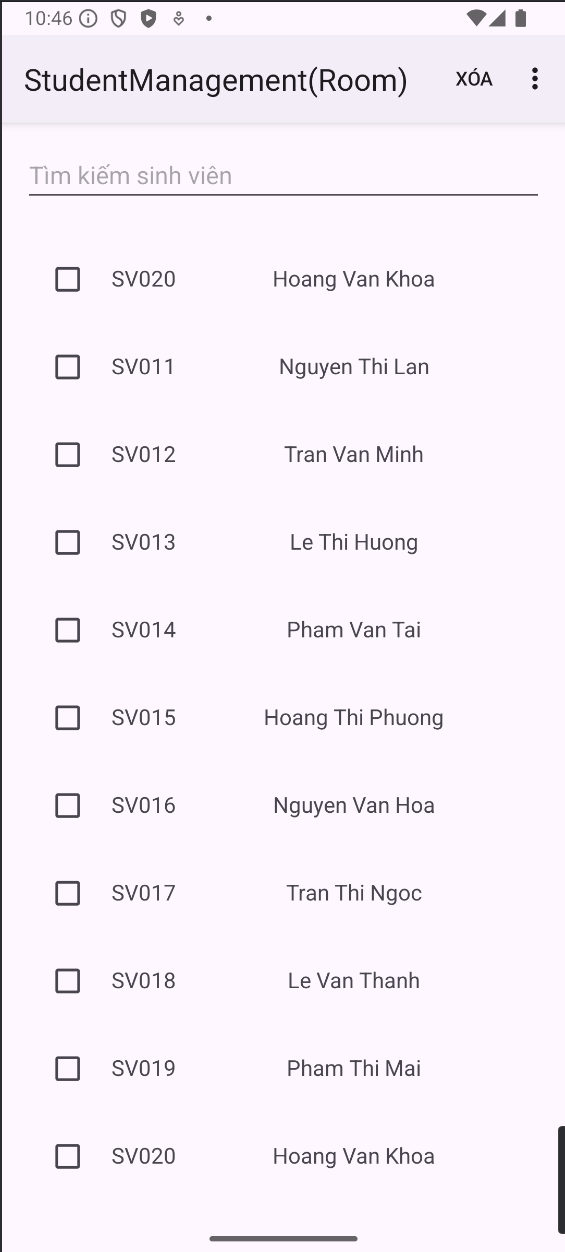 10:46
StudentManagement(Room) XÓA
Tìm kiếm sinh viên
SV020 Hoang Van Khoa
SV011 Nguyen Thi Lan
SV012 Tran Van Minh
SV013 Le Thi Huong
SV014 Pham Van Tai
SV015 Hoang Thi Phuong
SV016 Nguyen Van Hoa
SV017 Tran Thi Ngoc
SV018 Le Van Thanh
SV019 Pham Thi Mai
SV020 Hoang Van Khoa